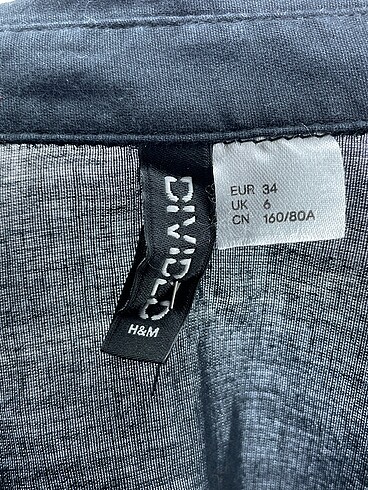 DIVIDED
H&M
EUR 34
UK 6
CN 160/80A